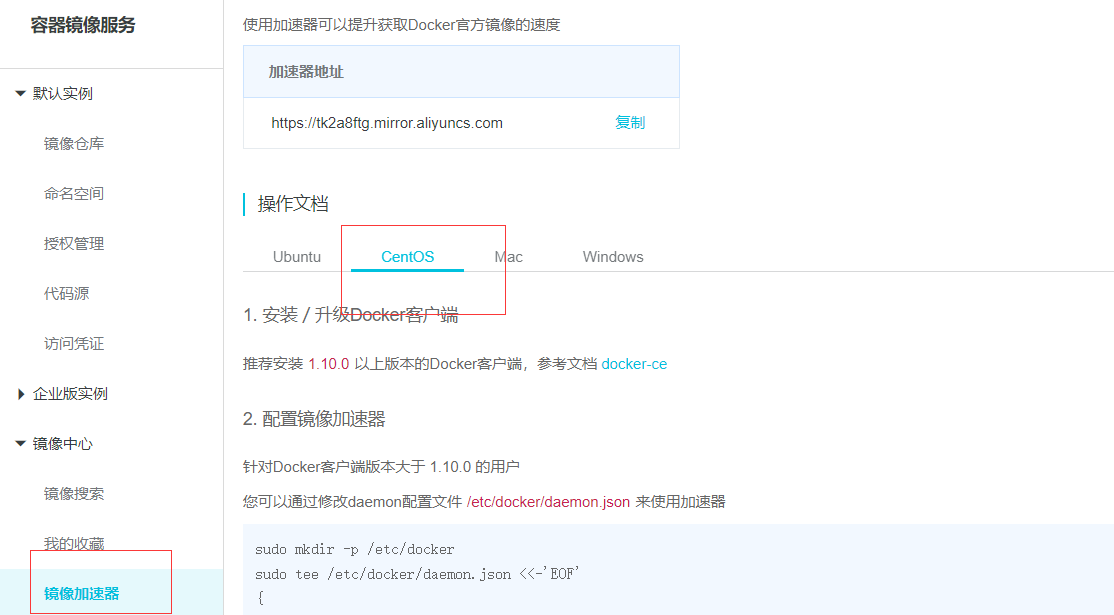 容器镜像服务
默认实例
镜像仓库
命名空间
授权管理
代码源
访问凭证
企业版实例
镜像中心
镜像搜索
我的收藏
镜像加速器
使用加速器可以提升获取Docker官方镜像的速度
加速器地址
https://tk2a8ftg.mirror.aliyuncs.com 复制
操作文档
Ubuntu CentOS Mac Windows
1. 安装 / 升级Docker客户端
推荐安装 1.10.0 以上版本的Docker客户端，参考文档 docker-ce
2. 配置镜像加速器
针对Docker客户端版本大于 1.10.0 的用户
您可以通过修改daemon配置文件 /etc/docker/daemon.json 来使用加速器
sudo mkdir -p /etc/docker
sudo tee /etc/docker/daemon.json <<-'EOF'
{